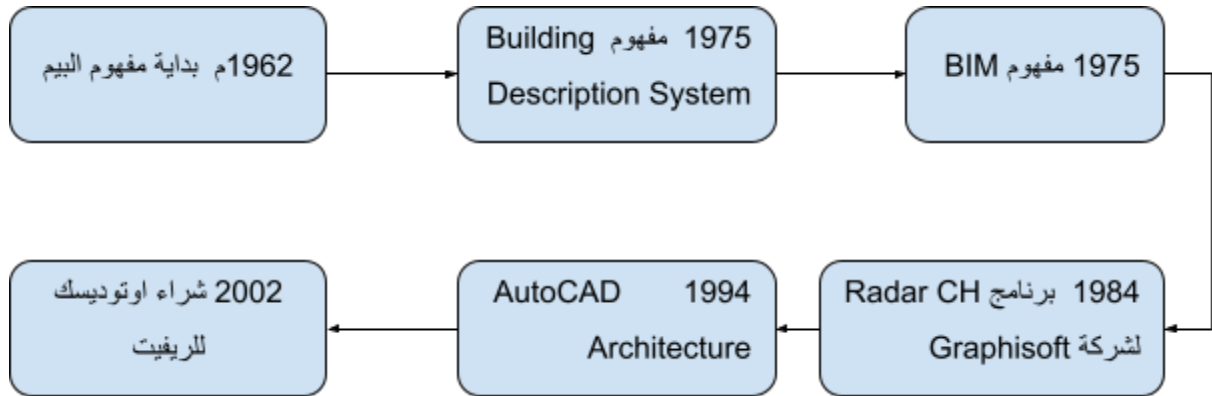 1962م بداية مفهوم البيم
1975 مفهوم Building
Description System
1975 مفهوم BIM
1984 برنامج Radar CH
لشركة Graphisoft
1994 AutoCAD
Architecture
2002 شراء اوتوديسك
للريفيت